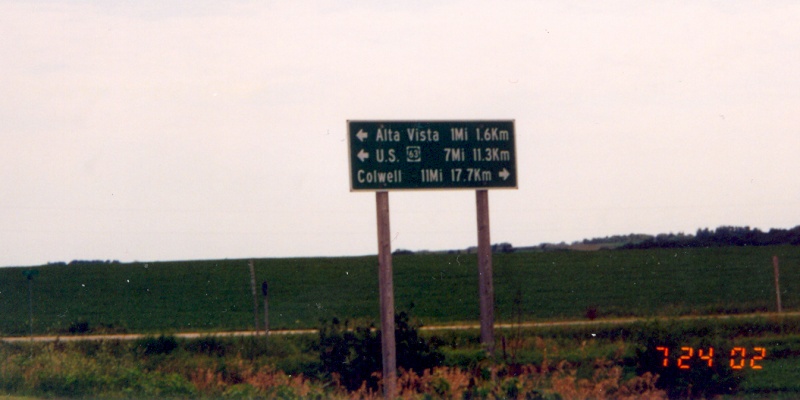 ← Alta Vista 1Mi 1.6Km
← U.S. 63 7Mi 11.3Km
Colwell 11Mi 17.7Km →
7 24 02